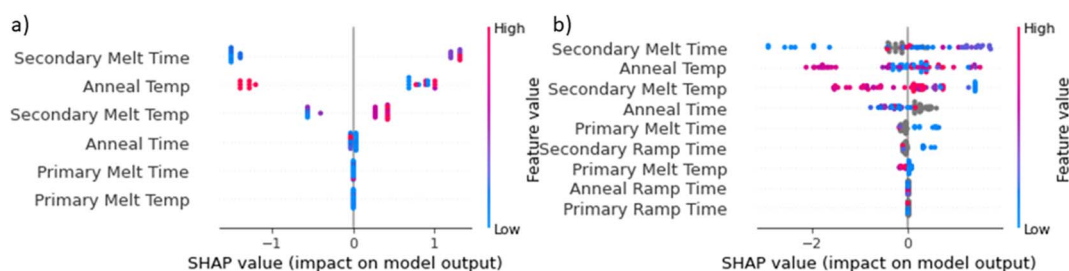 a)
High
Secondary Melt Time
Anneal Temp
Secondary Melt Temp
Anneal Time
Primary Melt Time
Primary Melt Temp
Feature value
Low
−1
0
1
SHAP value (impact on model output)
b)
High
Secondary Melt Time
Anneal Temp
Secondary Melt Temp
Anneal Time
Primary Melt Time
Secondary Ramp Time
Primary Melt Temp
Anneal Ramp Time
Primary Ramp Time
Feature value
Low
−2
0
SHAP value (impact on model output)